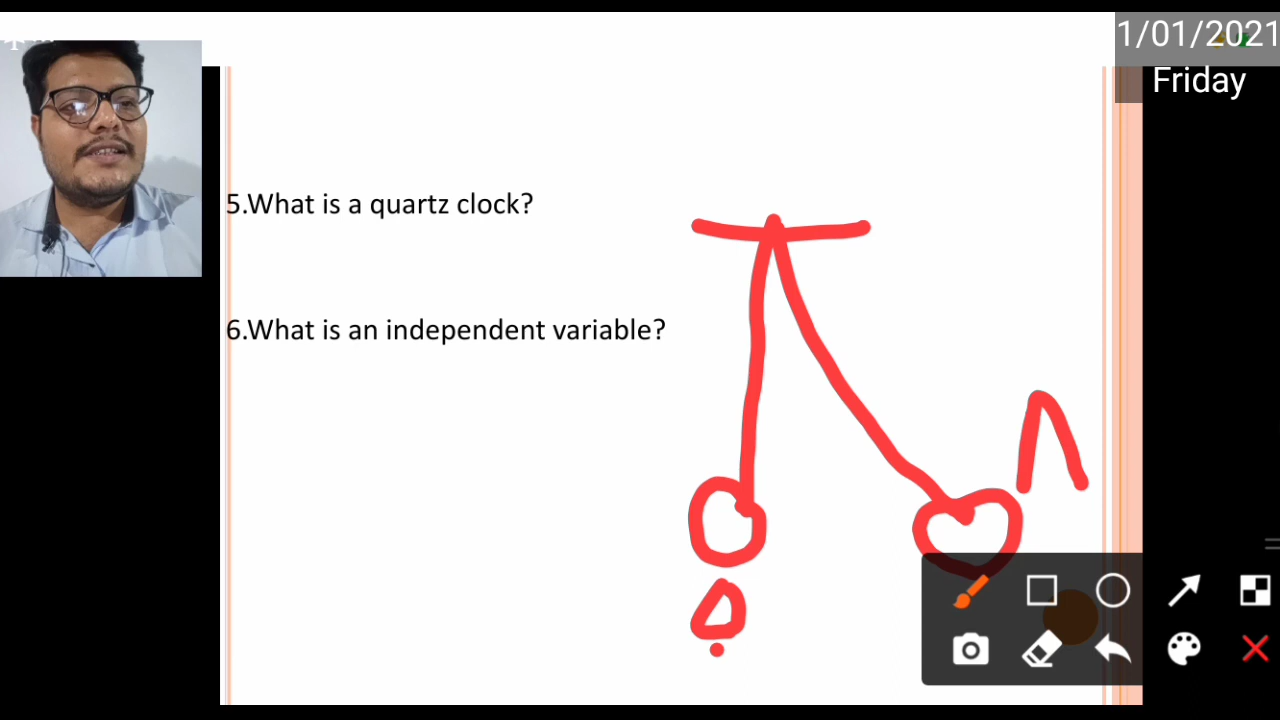 1/01/2021
Friday
5.What is a quartz clock?
6.What is an independent variable?